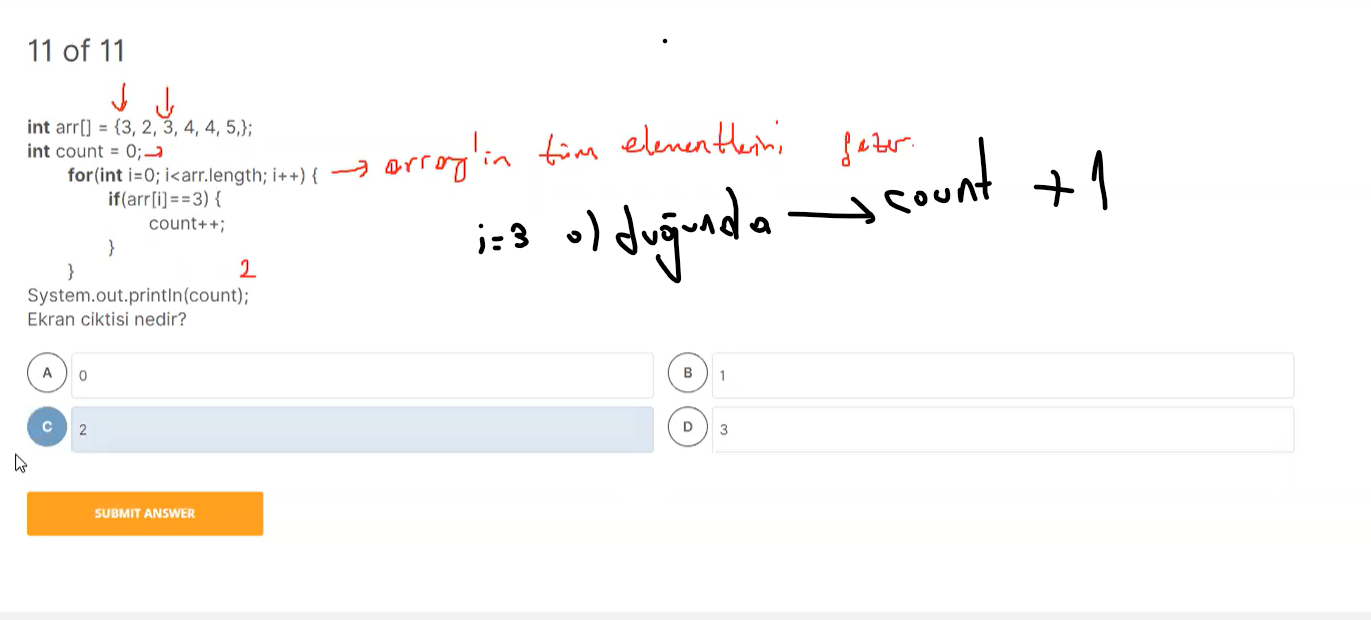 11 of 11
int arr[] = {3, 2, 3, 4, 4, 5,};
int count = 0;
for(int i=0; i<arr.length; i++) {
array'in tüm elementlerini gezer.
if(arr[i]==3) {
count++;
i=3 olduğunda → count +1
}
}
2
System.out.println(count);
Ekran ciktisi nedir?
A 0
B 1
C 2
D 3
SUBMIT ANSWER